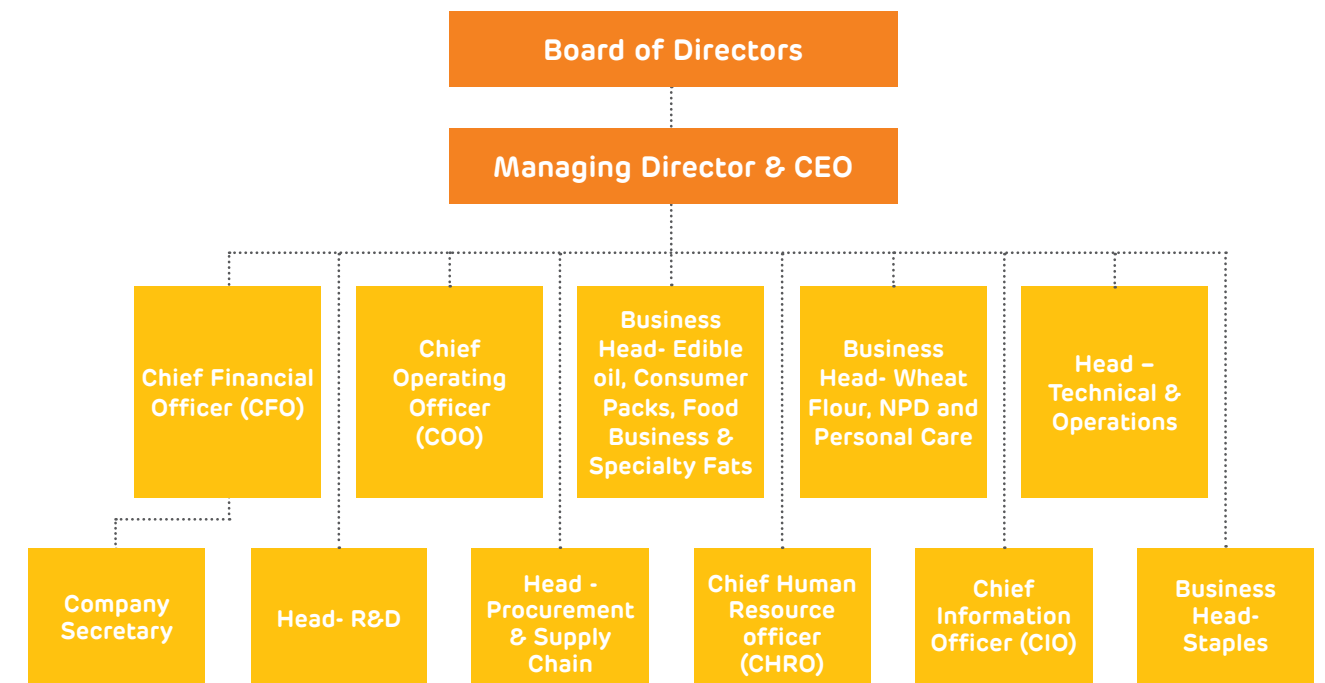 Board of Directors
Managing Director & CEO
Chief Financial
Officer (CFO)
Chief
Operating
Officer
(COO)
Business
Head- Edible
oil, Consumer
Packs, Food
Business &
Specialty Fats
Business
Head- Wheat
Flour, NPD and
Personal Care
Head –
Technical &
Operations
Company
Secretary
Head- R&D
Head -
Procurement
& Supply
Chain
Chief Human
Resource
officer
(CHRO)
Chief
Information
Officer (CIO)
Business
Head-
Staples